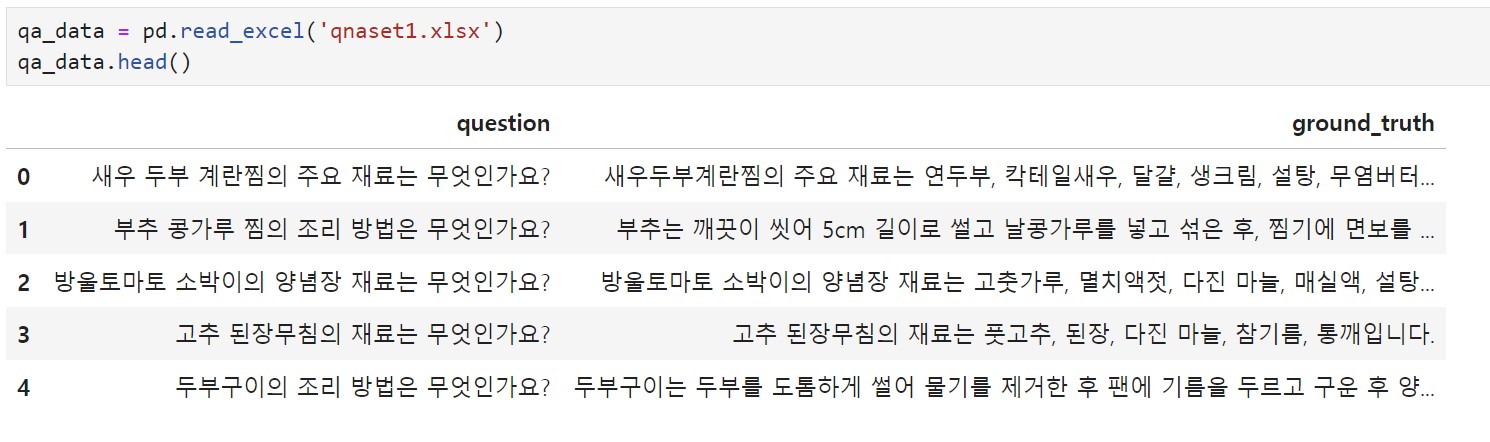 qa_data = pd.read_excel('qnaset1.xlsx')
qa_data.head()
question ground_truth
0 새우 두부 계란찜의 주요 재료는 무엇인가요? 새우두부계란찜의 주요 재료는 연두부, 칵테일새우, 달걀, 생크림, 설탕, 무염버터...
1 부추 콩가루 찜의 조리 방법은 무엇인가요? 부추는 깨끗이 씻어 5cm 길이로 썰고 날콩가루를 넣고 섞은 후, 찜기에 면보를 ...
2 방울토마토 소박이의 양념장 재료는 무엇인가요? 방울토마토 소박이의 양념장 재료는 고춧가루, 멸치액젓, 다진 마늘, 매실액, 설탕...
3 고추 된장무침의 재료는 무엇인가요? 고추 된장무침의 재료는 풋고추, 된장, 다진 마늘, 참기름, 통깨입니다.
4 두부구이의 조리 방법은 무엇인가요? 두부구이는 두부를 도톰하게 썰어 물기를 제거한 후 팬에 기름을 두르고 구운 후 양...